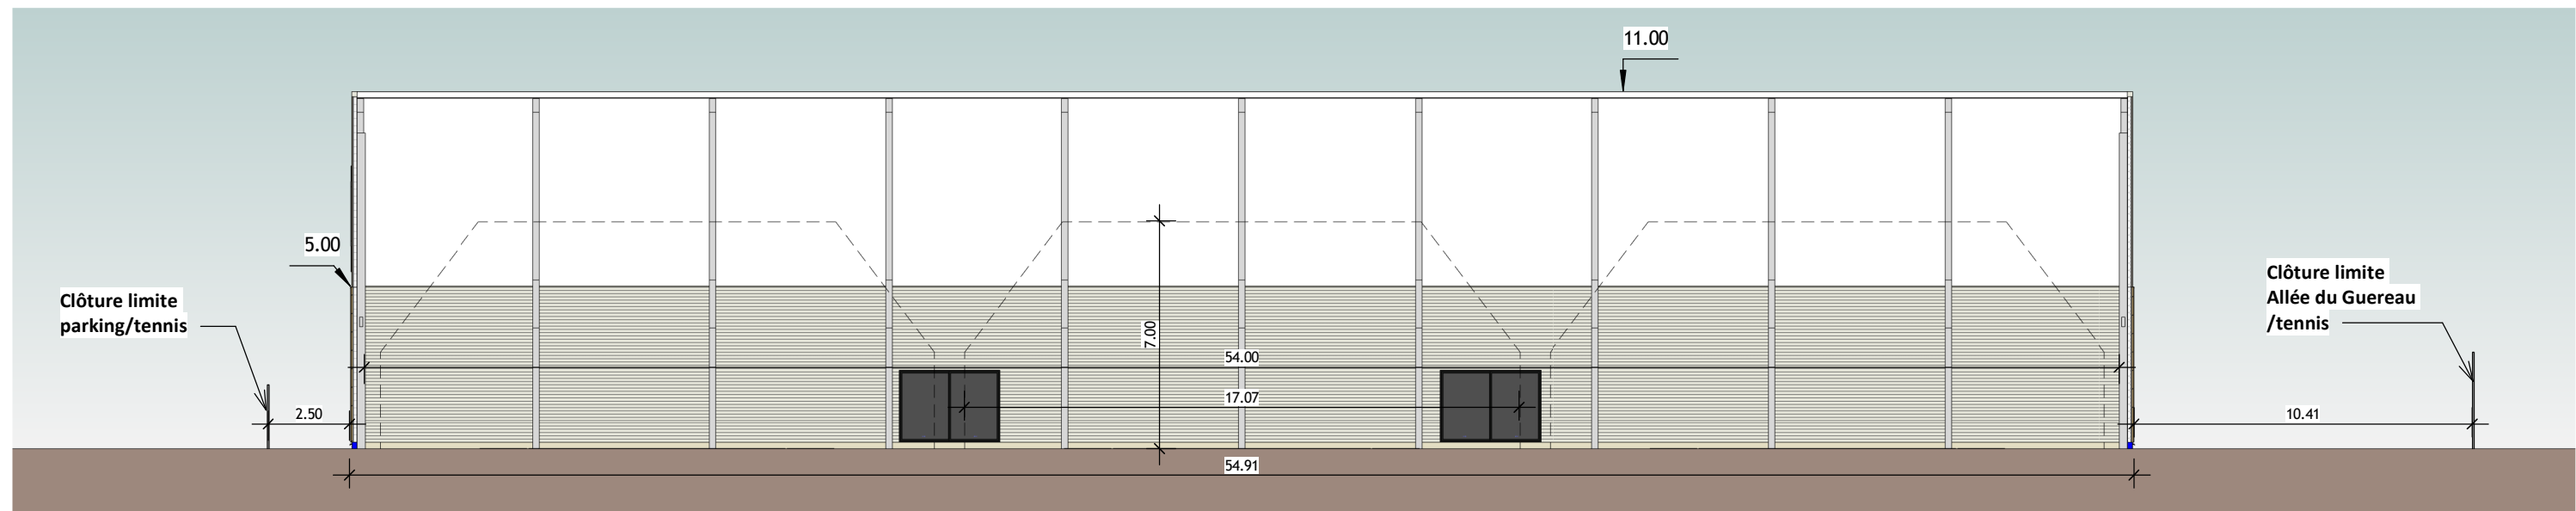 11.00
5.00
Clôture limite
parking/tennis
Clôture limite
Allée du Guereau
/tennis
7.00
54.00
17.07
2.50
10.41
54.91